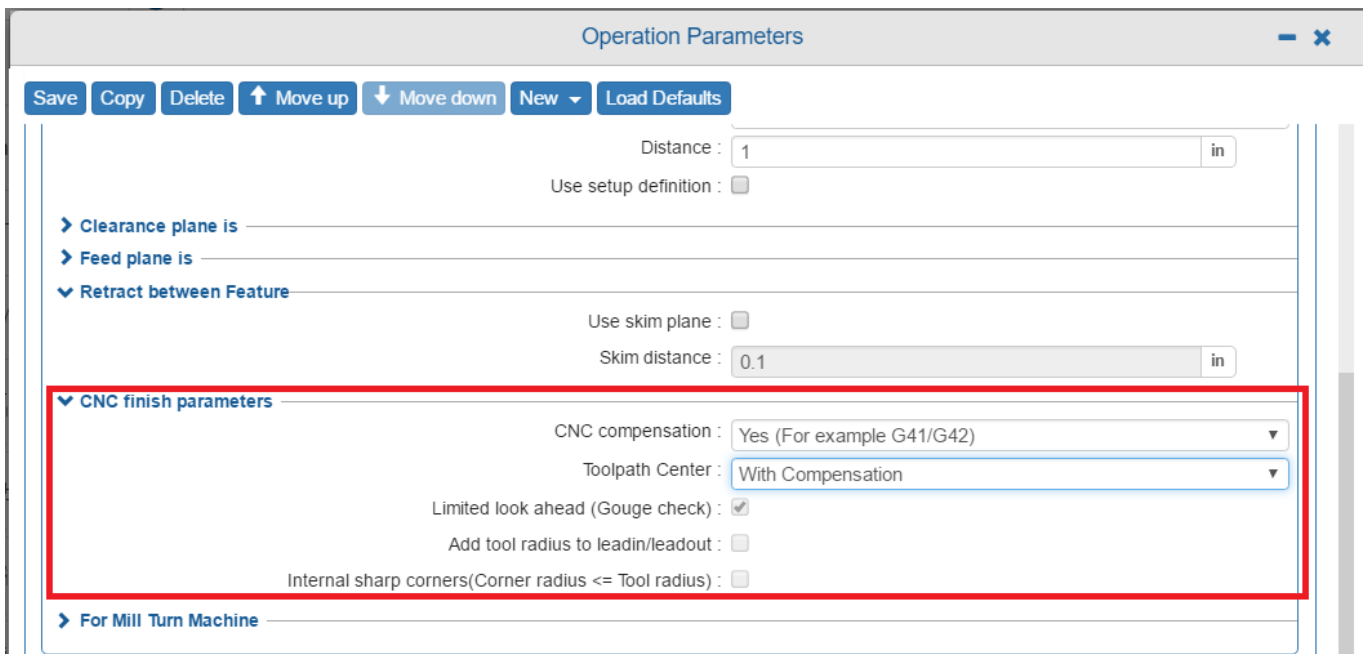 Operation Parameters
Save Copy Delete Move up Move down New Load Defaults
Distance : 1 in
Use setup definition :
Clearance plane is
Feed plane is
Retract between Feature
Use skim plane :
Skim distance : 0.1 in
CNC finish parameters
CNC compensation : Yes (For example G41/G42)
Toolpath Center : With Compensation
Limited look ahead (Gouge check) :
Add tool radius to leadin/leadout :
Internal sharp corners(Corner radius <= Tool radius) :
For Mill Turn Machine